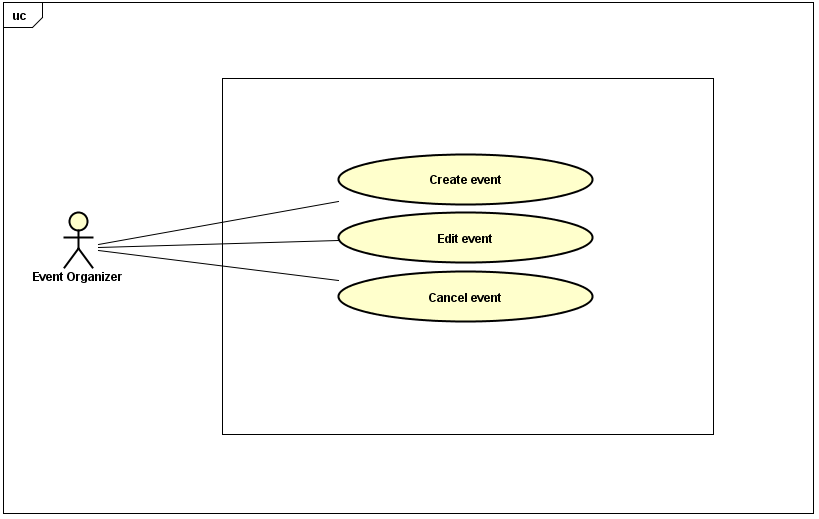 uc
Create event
Edit event
Cancel event
Event Organizer